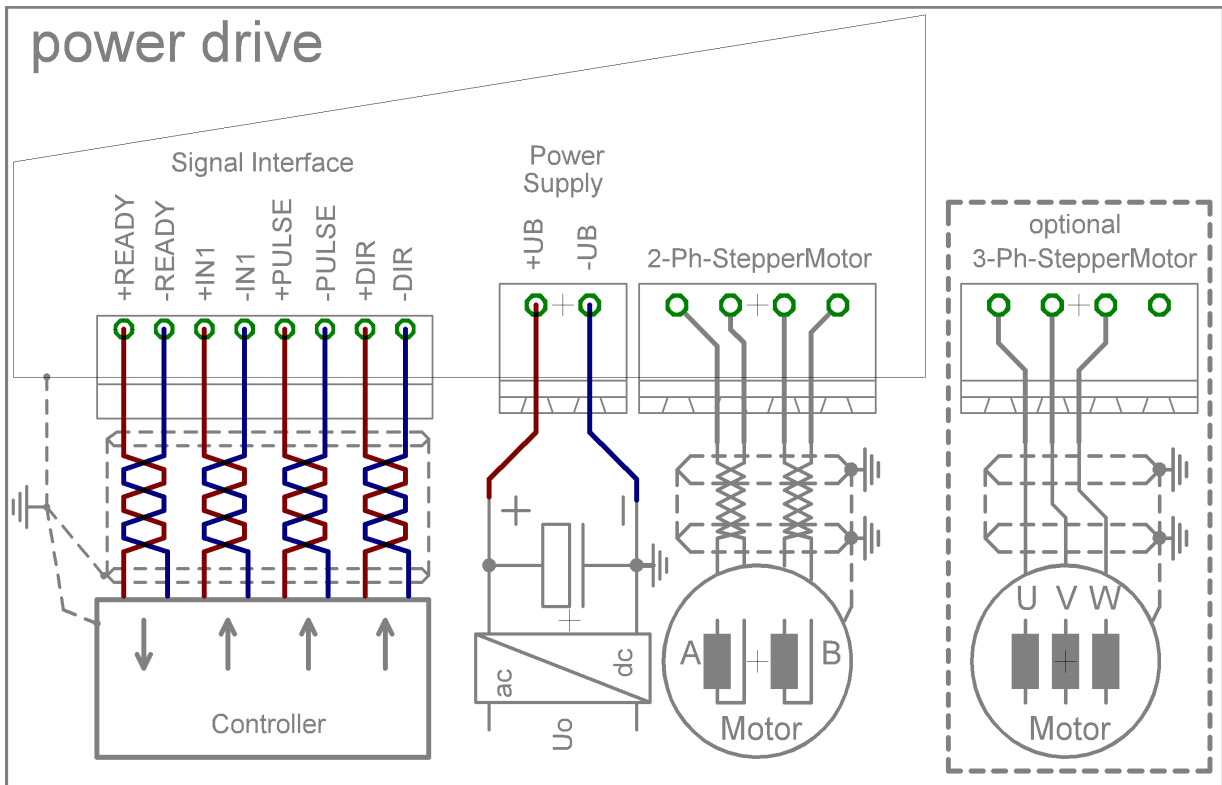 power drive
Signal Interface
+READY
-READY
+IN1
-IN1
+PULSE
-PULSE
+DIR
-DIR
Power
Supply
+UB
-UB
2-Ph-StepperMotor
optional
3-Ph-StepperMotor
+
ac
dc
Uo
Controller
A
B
Motor
U V W
Motor